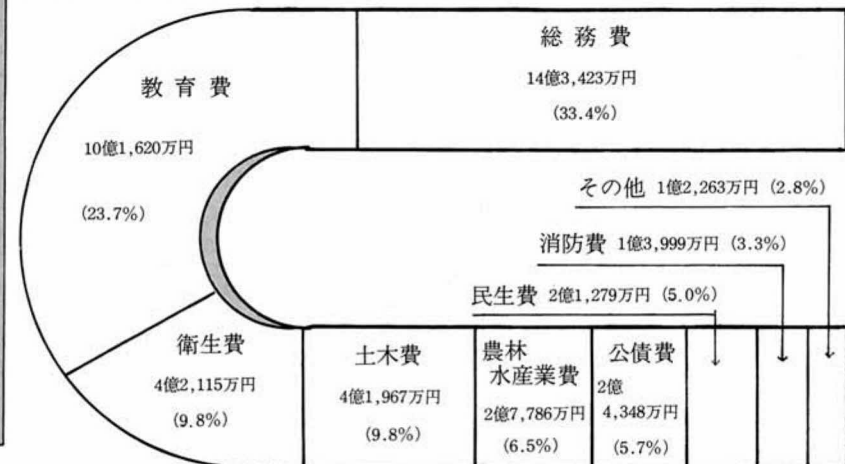 総務費
14億3,423万円
(33.4%)
教育費
10億1,620万円
(23.7%)
衛生費
4億2,115万円
(9.8%)
土木費
4億1,967万円
(9.8%)
農林
水産業費
2億7,786万円
(6.5%)
公債費
2億
4,348万円
(5.7%)
民生費 2億1,279万円 (5.0%)
消防費 1億3,999万円 (3.3%)
その他 1億2,263万円 (2.8%)